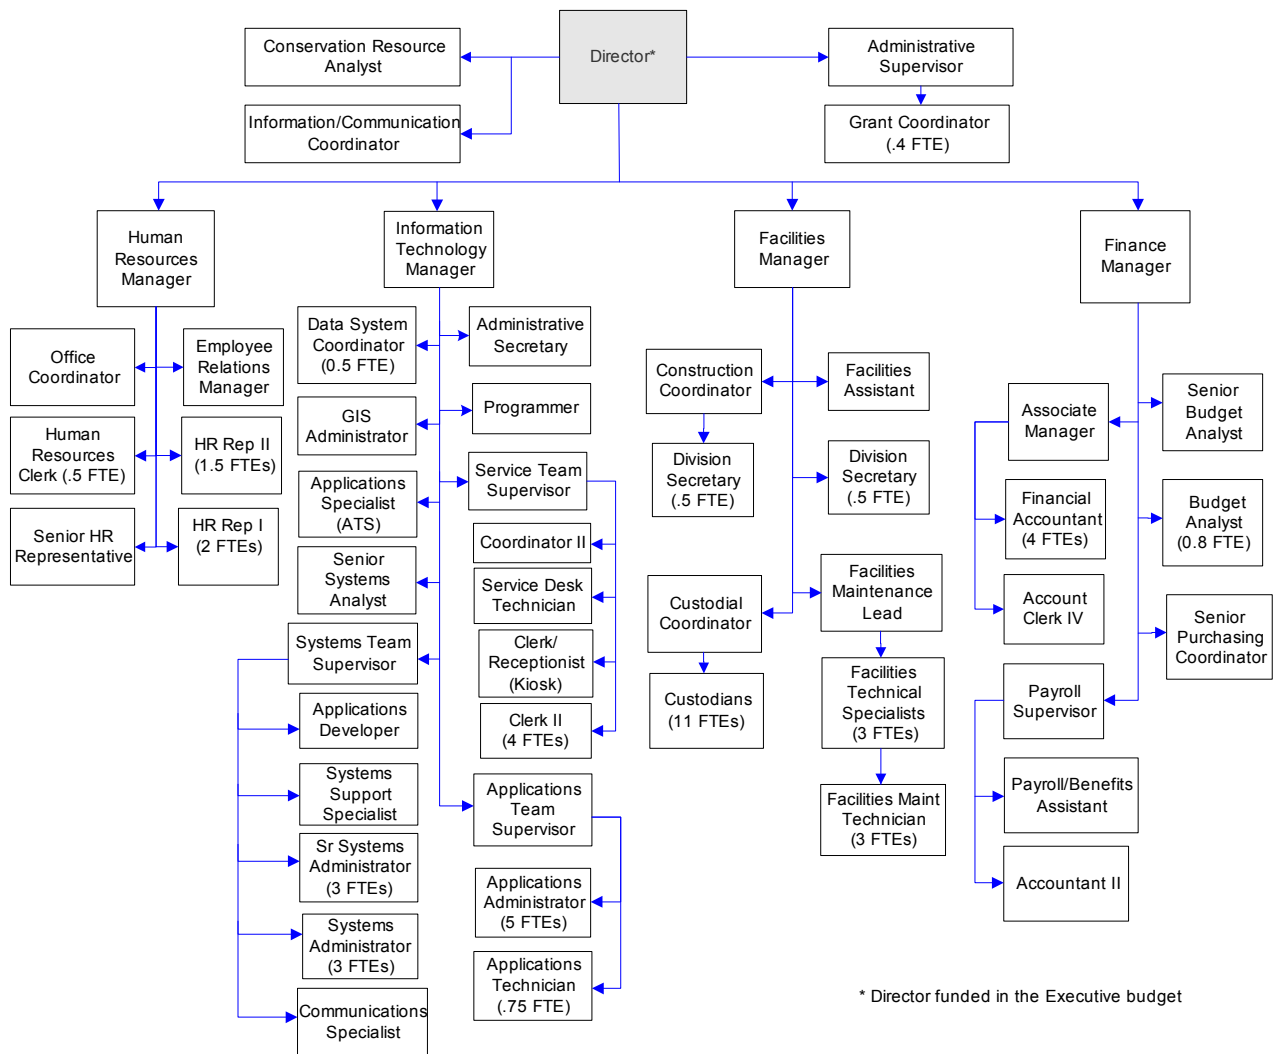 Conservation Resource
Analyst
Director*
Administrative
Supervisor
Information/Communication
Coordinator
Grant Coordinator
(.4 FTE)
Human
Resources
Manager
Information
Technology
Manager
Facilities
Manager
Finance
Manager
Office
Coordinator
Employee
Relations
Manager
Human
Resources
Clerk (.5 FTE)
HR Rep II
(1.5 FTEs)
Senior HR
Representative
HR Rep I
(2 FTEs)
Data System
Coordinator
(0.5 FTE)
Administrative
Secretary
GIS
Administrator
Programmer
Applications
Specialist
(ATS)
Service Team
Supervisor
Senior
Systems
Analyst
Coordinator II
Service Desk
Technician
Clerk/
Receptionist
(Kiosk)
Clerk II
(4 FTEs)
Systems Team
Supervisor
Applications
Developer
Systems
Support
Specialist
Sr Systems
Administrator
(3 FTEs)
Systems
Administrator
(3 FTEs)
Communications
Specialist
Applications
Team
Supervisor
Applications
Administrator
(5 FTEs)
Applications
Technician
(.75 FTE)
Construction
Coordinator
Facilities
Assistant
Division
Secretary
(.5 FTE)
Division
Secretary
(.5 FTE)
Custodial
Coordinator
Facilities
Maintenance
Lead
Custodians
(11 FTEs)
Facilities
Technical
Specialists
(3 FTEs)
Facilities Maint
Technician
(3 FTEs)
Associate
Manager
Senior
Budget
Analyst
Financial
Accountant
(4 FTEs)
Budget
Analyst
(0.8 FTE)
Account
Clerk IV
Senior
Purchasing
Coordinator
Payroll
Supervisor
Payroll/Benefits
Assistant
Accountant II
* Director funded in the Executive budget